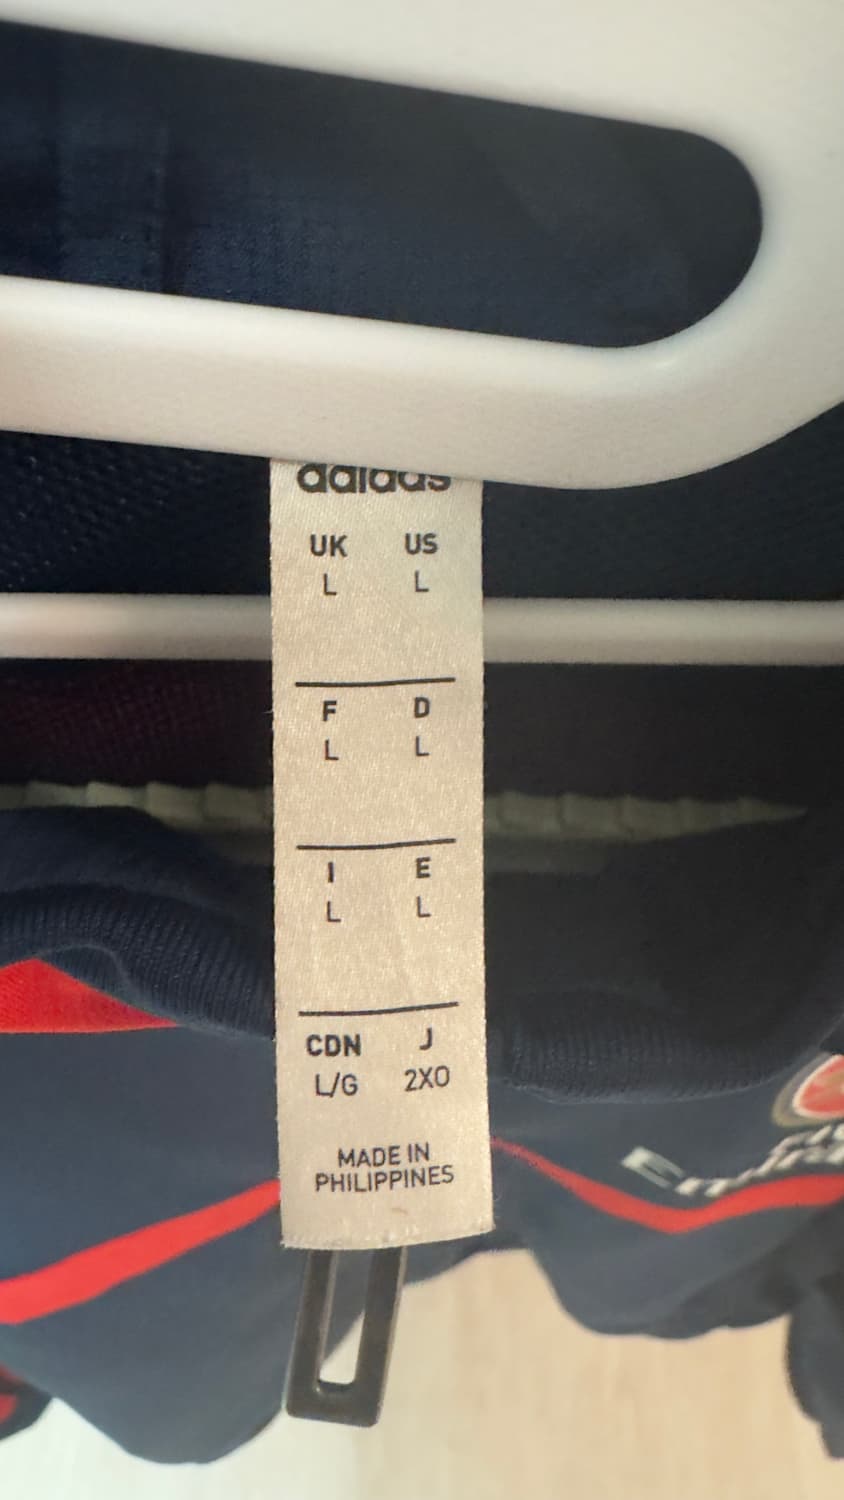 adidas
UK US
L L
F D
L L
I E
L L
CDN J
L/G 2XO
MADE IN
PHILIPPINES